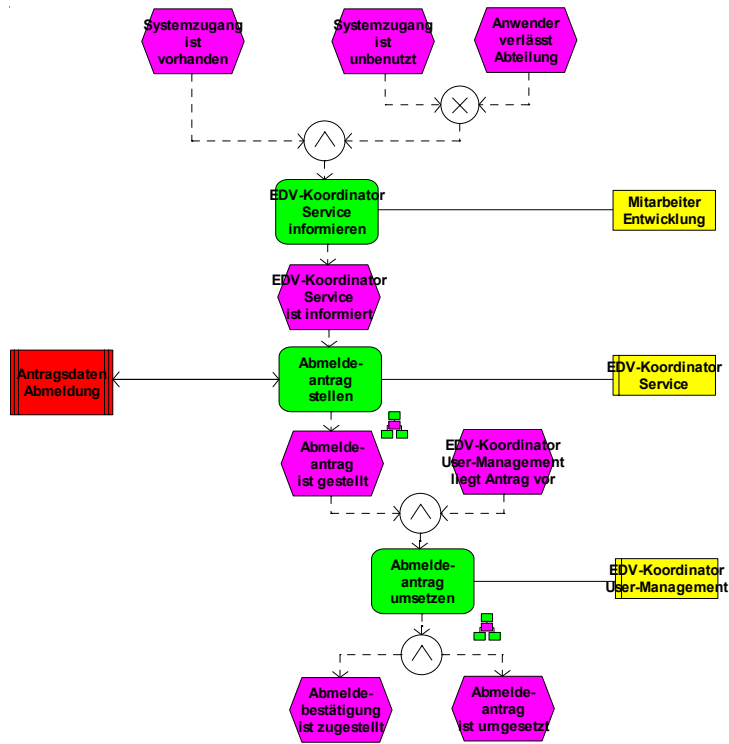 Systemzugang
ist
vorhanden
Systemzugang
ist
unbenutzt
Anwender
verlässt
Abteilung
EDV-Koordinator
Service
informieren
Mitarbeiter
Entwicklung
EDV-Koordinator
Service
ist informiert
Antragsdaten
Abmeldung
Abmelde-
antrag
stellen
EDV-Koordinator
Service
Abmelde-
antrag
ist gestellt
EDV-Koordinator
User-Management
liegt Antrag vor
Abmelde-
antrag
umsetzen
EDV-Koordinator
User-Management
Abmelde-
bestätigung
ist zugestellt
Abmelde-
antrag
ist umgesetzt